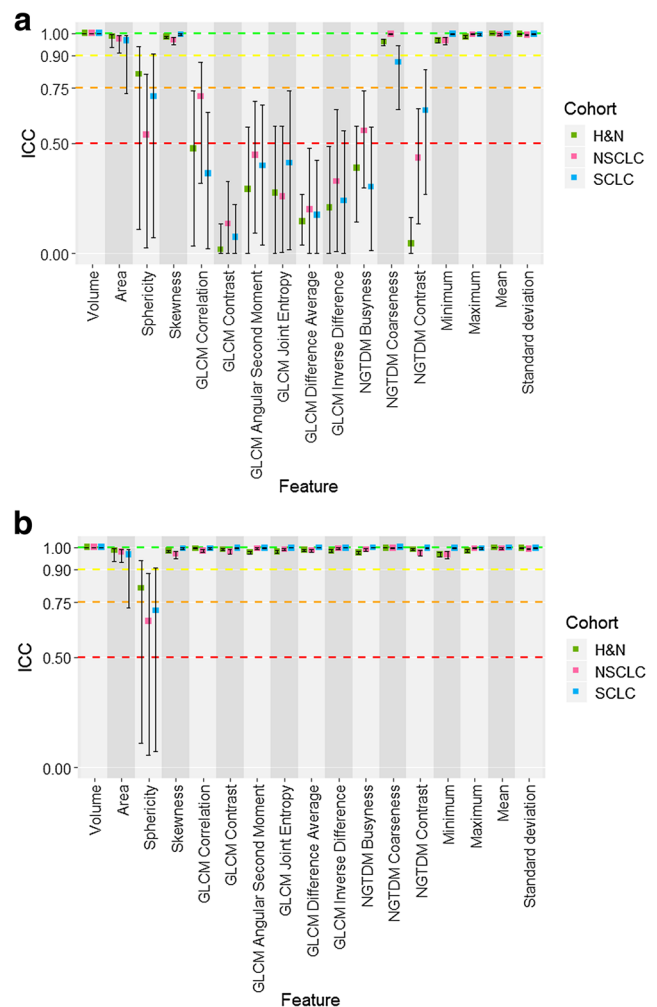 a
1.00
0.90
0.75
0.50
0.00
ICC
Volume
Area
Sphericity
Skewness
GLCM Correlation
GLCM Contrast
GLCM Angular Second Moment
GLCM Joint Entropy
GLCM Difference Average
GLCM Inverse Difference
NGTDM Busyness
NGTDM Coarseness
NGTDM Contrast
Minimum
Maximum
Mean
Standard deviation
Feature
Cohort
H&N
NSCLC
SCLC
b
1.00
0.90
0.75
0.50
0.00
ICC
Volume
Area
Sphericity
Skewness
GLCM Correlation
GLCM Contrast
GLCM Angular Second Moment
GLCM Joint Entropy
GLCM Difference Average
GLCM Inverse Difference
NGTDM Busyness
NGTDM Coarseness
NGTDM Contrast
Minimum
Maximum
Mean
Standard deviation
Feature
Cohort
H&N
NSCLC
SCLC